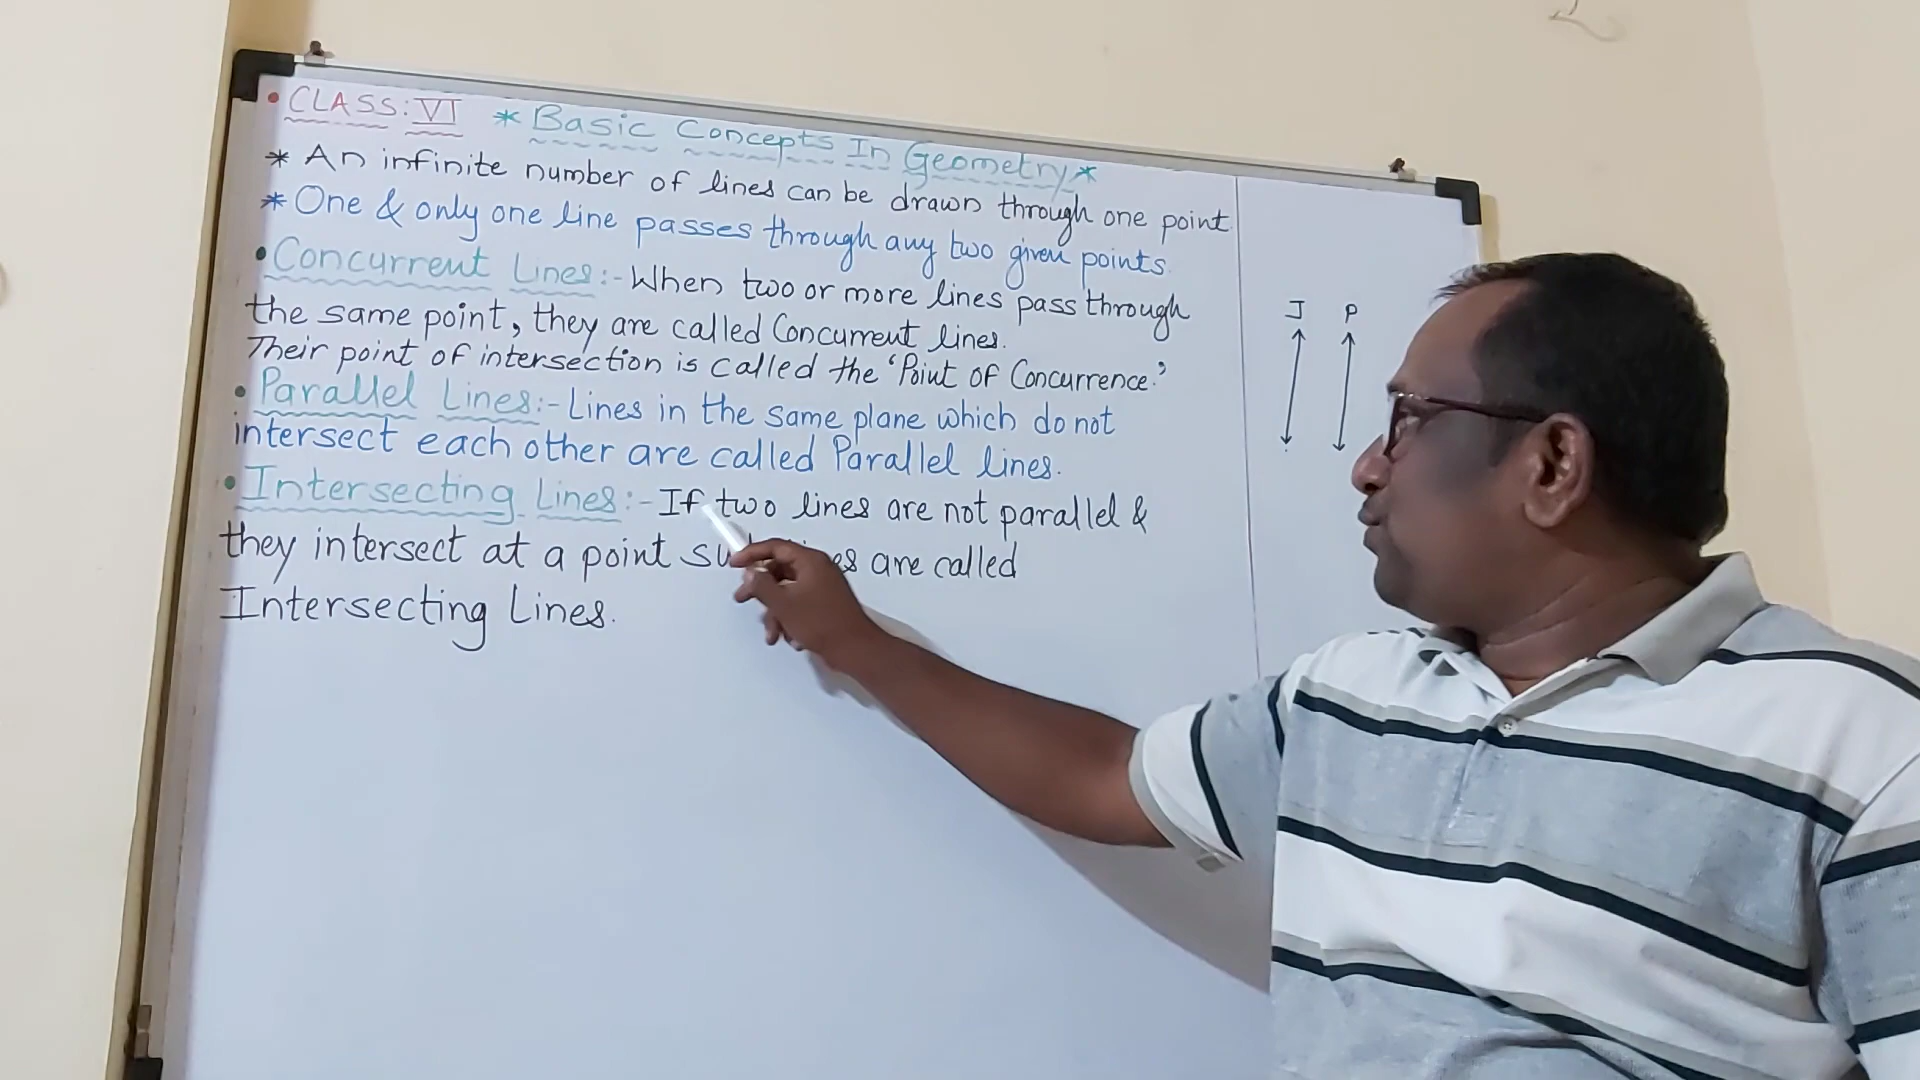 • CLASS: VI * Basic Concepts In Geometry *
* An infinite number of lines can be drawn through one point.
* One & only one line passes through any two given points.
• Concurrent Lines:- When two or more lines pass through
the same point, they are called Concurrent lines.
Their point of intersection is called the 'Point of Concurrence.'
• Parallel Lines:- Lines in the same plane which do not
intersect each other are called Parallel lines.
• Intersecting Lines:- If two lines are not parallel &
they intersect at a point are called
Intersecting Lines.
J P